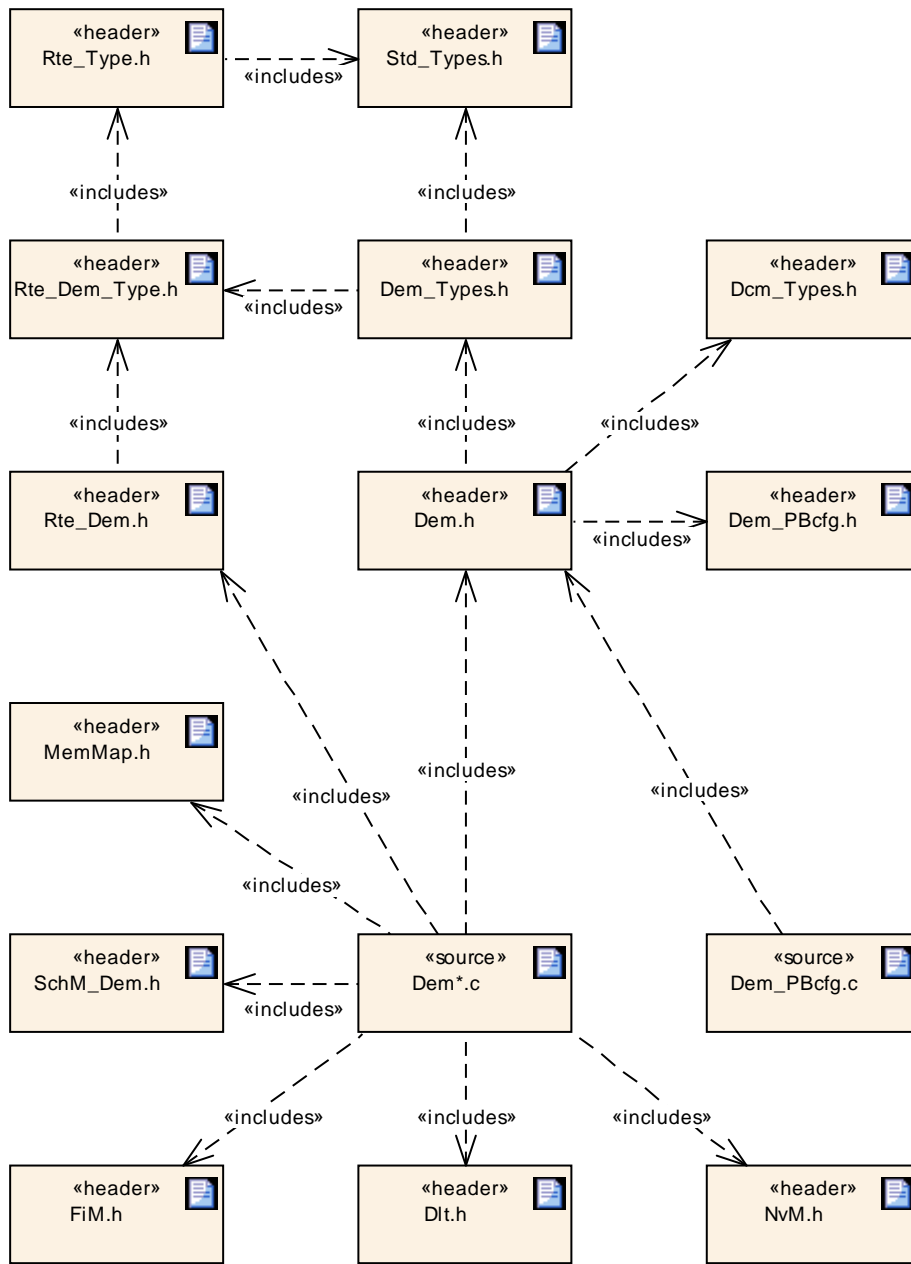 «header»
Rte_Type.h
«header»
Std_Types.h
«includes»
«includes»
«includes»
«header»
Rte_Dem_Type.h
«header»
Dem_Types.h
«header»
Dcm_Types.h
«includes»
«includes»
«includes»
«includes»
«header»
Rte_Dem.h
«header»
Dem.h
«header»
Dem_PBcfg.h
«includes»
«header»
MemMap.h
«includes»
«includes»
«includes»
«includes»
«header»
SchM_Dem.h
«source»
Dem*.c
«source»
Dem_PBcfg.c
«includes»
«includes»
«includes»
«includes»
«header»
FiM.h
«header»
Dlt.h
«header»
NvM.h